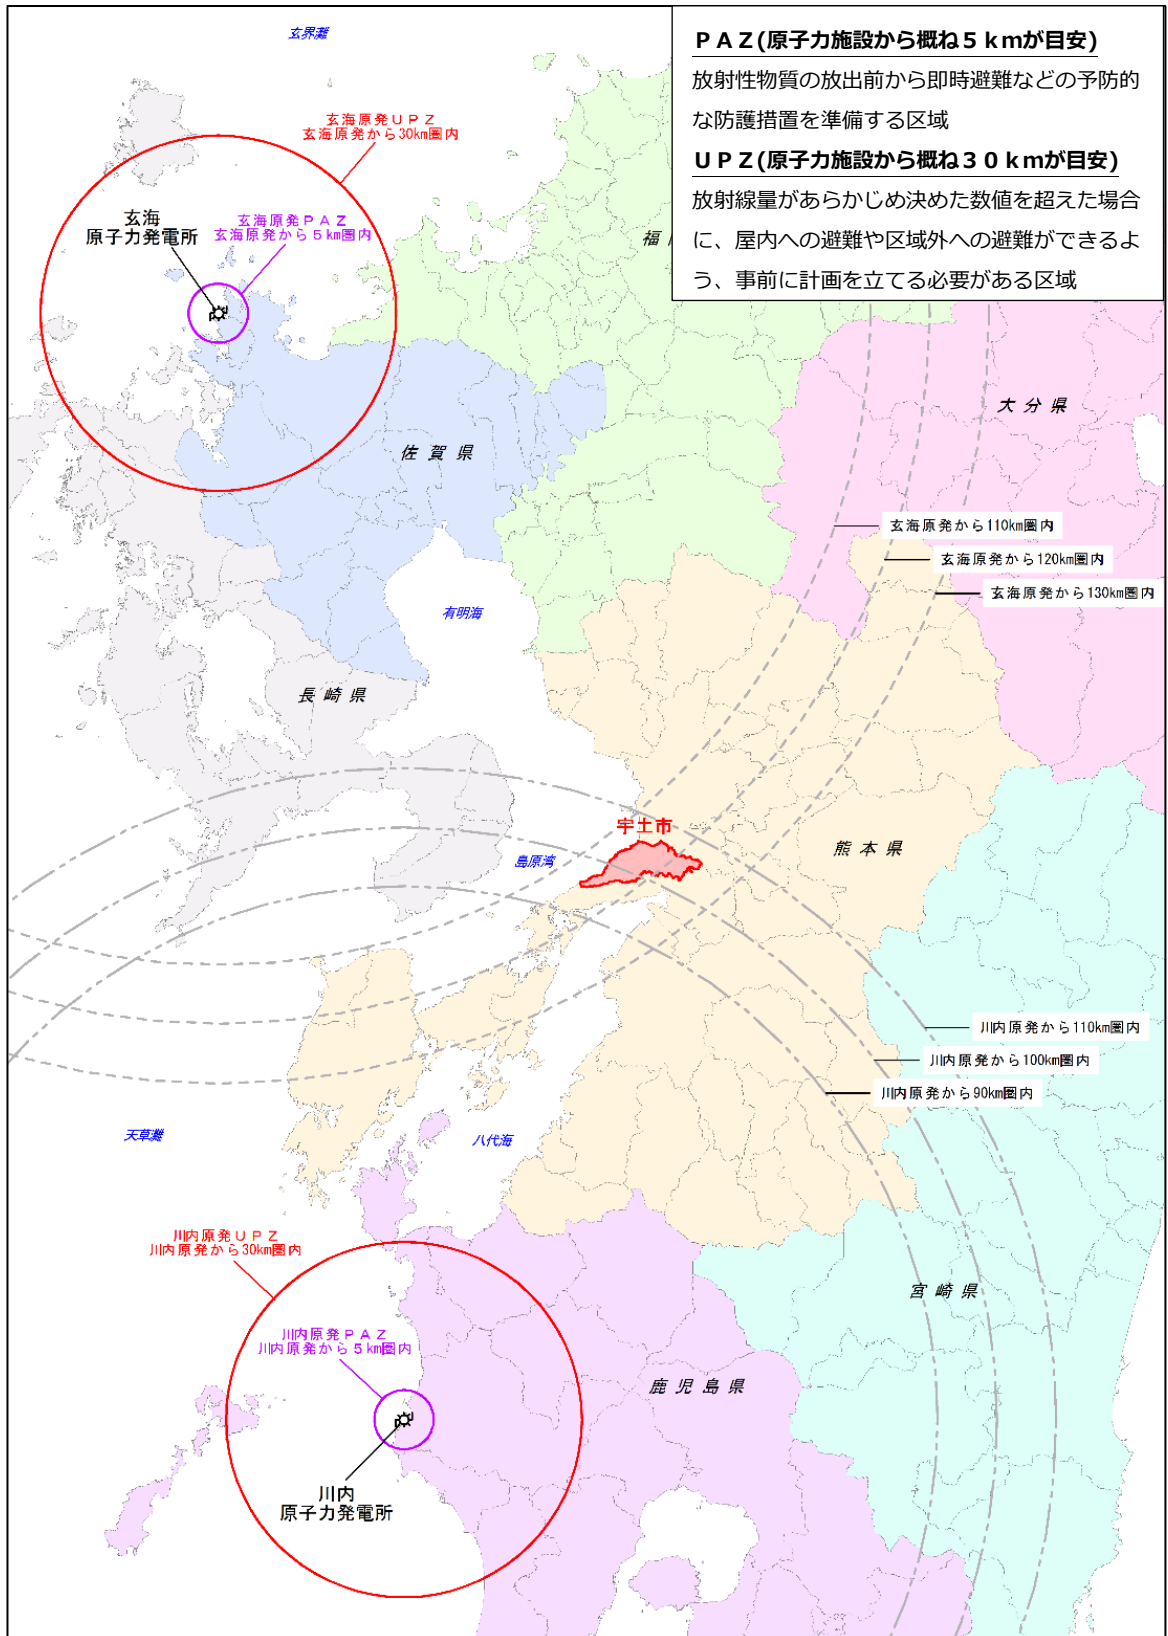 ＰＡＺ(原子力施設から概ね５ｋｍが目安)
放射性物質の放出前から即時避難などの予防的
な防護措置を準備する区域
ＵＰＺ(原子力施設から概ね３０ｋｍが目安)
放射線量があらかじめ決めた数値を超えた場合
に、屋内への避難や区域外への避難ができるよ
う、事前に計画を立てる必要がある区域
玄界灘
玄海原発ＵＰＺ
玄海原発から30km圏内
玄海
原子力発電所
玄海原発ＰＡＺ
玄海原発から５km圏内
福
大分県
佐賀県
玄海原発から110km圏内
玄海原発から120km圏内
玄海原発から130km圏内
有明海
長崎県
宇土市
島原湾
熊本県
川内原発から110km圏内
川内原発から100km圏内
川内原発から90km圏内
天草灘
八代海
川内原発ＵＰＺ
川内原発から30km圏内
宮崎県
川内原発ＰＡＺ
川内原発から５km圏内
鹿児島県
川内
原子力発電所